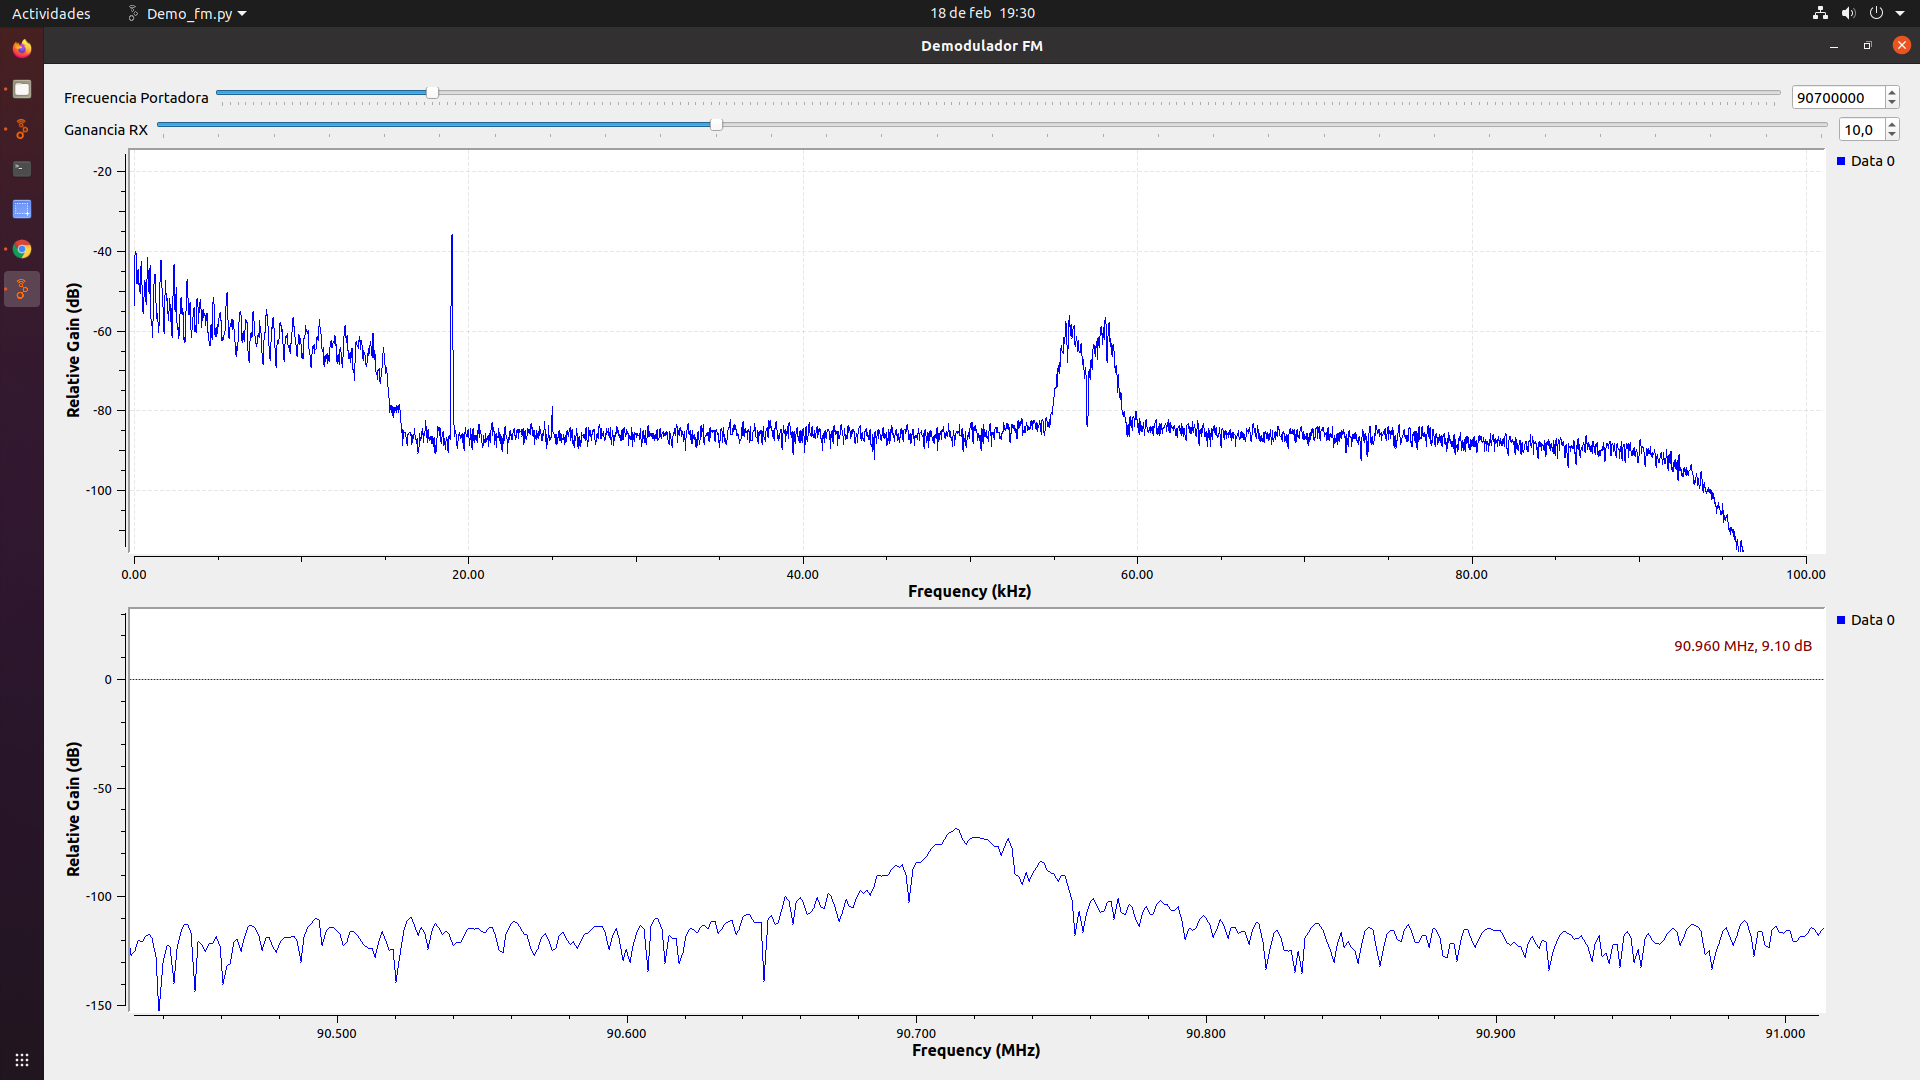 Actividades
Demo_fm.py
18 de feb 19:30
Demodulador FM
Frecuencia Portadora
90700000
Ganancia RX
10,0
Data 0
-20
-40
-60
-80
-100
Relative Gain (dB)
0.00 20.00 40.00 60.00 80.00 100.00
Frequency (kHz)
Data 0
90.960 MHz, 9.10 dB
0
-50
-100
-150
Relative Gain (dB)
90.500 90.600 90.700 90.800 90.900 91.000
Frequency (MHz)